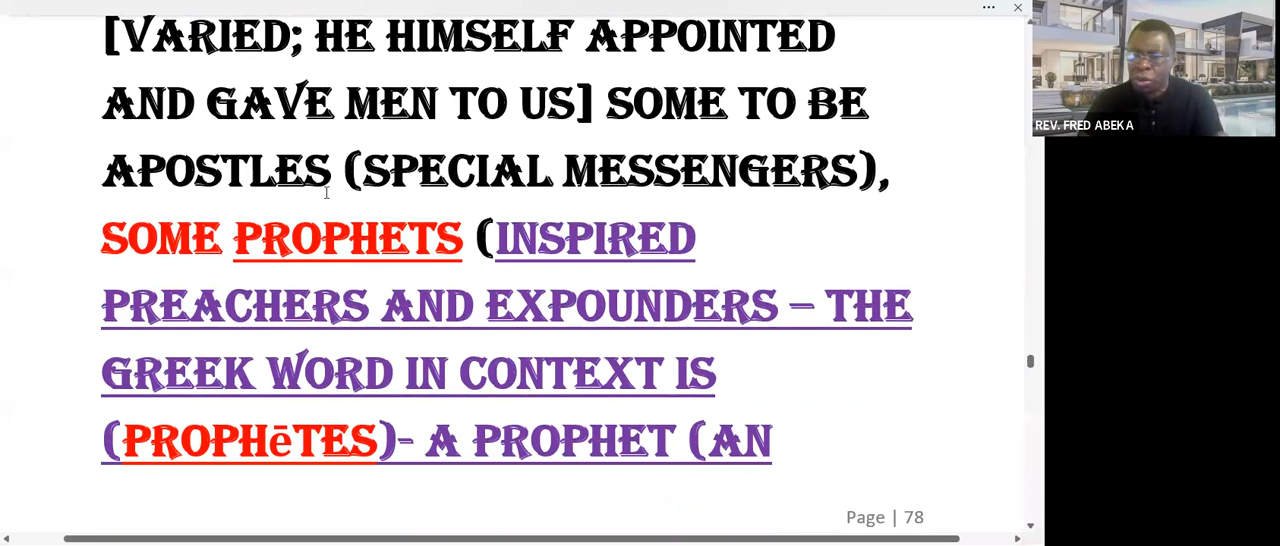 [VARIED; HE HIMSELF APPOINTED
AND GAVE MEN TO US] SOME TO BE
APOSTLES (SPECIAL MESSENGERS),
SOME PROPHETS (INSPIRED
PREACHERS AND EXPOUNDERS – THE
GREEK WORD IN CONTEXT IS
(PROPHēTES)- A PROPHET (AN
Page | 78
REV. FRED ABEKA